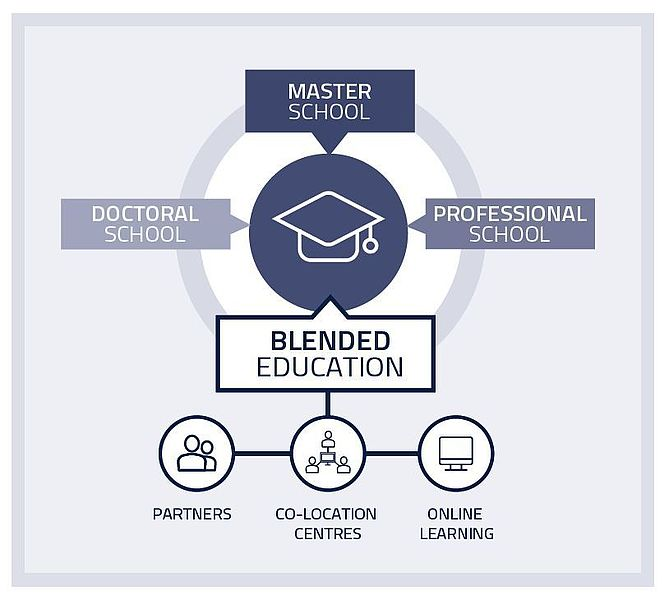 MASTER
SCHOOL
DOCTORAL
SCHOOL
PROFESSIONAL
SCHOOL
BLENDED
EDUCATION
PARTNERS
CO-LOCATION
CENTRES
ONLINE
LEARNING